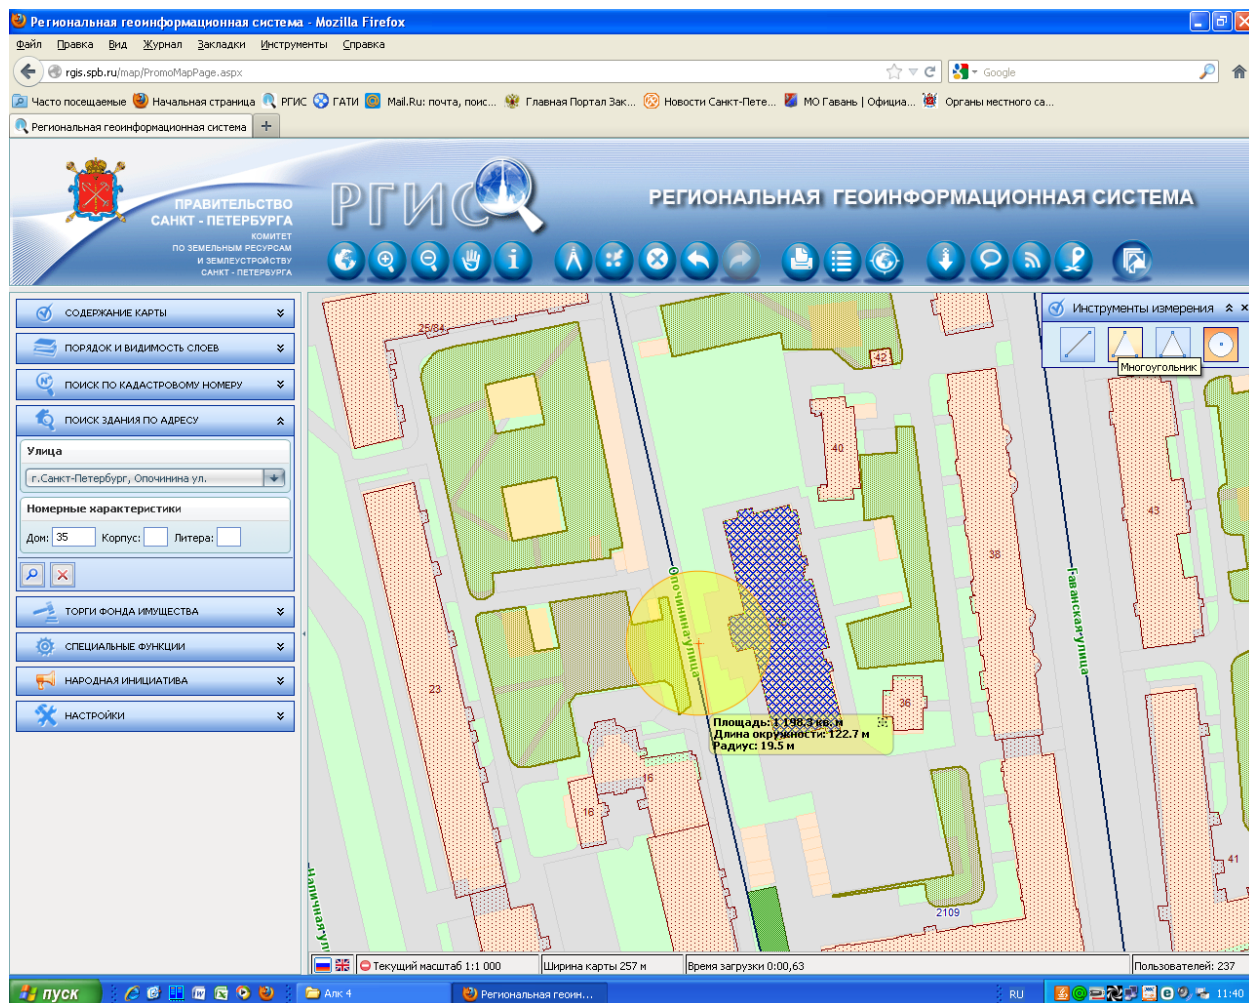 Региональная геоинформационная система - Mozilla Firefox
Файл Правка Вид Журнал Закладки Инструменты Справка
rgis.spb.ru/map/PromoMapPage.aspx
Google
Часто посещаемые Начальная страница РГИС ГАТИ Mail.Ru: почта, поис... Главная Портал Зак... Новости Санкт-Пете... МО Гавань | Официа... Органы местного са...
Региональная геоинформационная система
ПРАВИТЕЛЬСТВО
САНКТ - ПЕТЕРБУРГА
КОМИТЕТ
ПО ЗЕМЕЛЬНЫМ РЕСУРСАМ
И ЗЕМЛЕУСТРОЙСТВУ
САНКТ - ПЕТЕРБУРГА
РГИС
РЕГИОНАЛЬНАЯ ГЕОИНФОРМАЦИОННАЯ СИСТЕМА
СОДЕРЖАНИЕ КАРТЫ
ПОРЯДОК И ВИДИМОСТЬ СЛОЕВ
ПОИСК ПО КАДАСТРОВОМУ НОМЕРУ
ПОИСК ЗДАНИЯ ПО АДРЕСУ
Улица
г.Санкт-Петербург, Опочинина ул.
Номерные характеристики
Дом: 35 Корпус: Литера:
ТОРГИ ФОНДА ИМУЩЕСТВА
СПЕЦИАЛЬНЫЕ ФУНКЦИИ
НАРОДНАЯ ИНИЦИАТИВА
НАСТРОЙКИ
Инструменты измерения
Многоугольник
25/84
42
40
43
38
Опочинина улица
Гаванская улица
23
36
Площадь: 1 198.3 кв. м
Длина окружности: 122.7 м
Радиус: 19.5 м
16
16
41
2109
Наличная ул
Текущий масштаб 1:1 000
Ширина карты 257 м
Время загрузки 0:00,63
Пользователей: 237
пуск
Алк 4
Региональная геоин...
RU
11:40